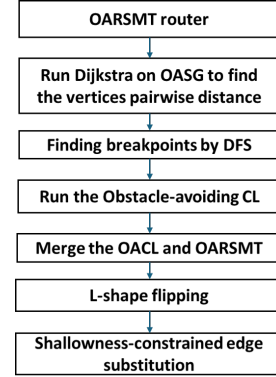 OARSMT router
Run Dijkstra on OASG to find
the vertices pairwise distance
Finding breakpoints by DFS
Run the Obstacle-avoiding CL
Merge the OACL and OARSMT
L-shape flipping
Shallowness-constrained edge
substitution